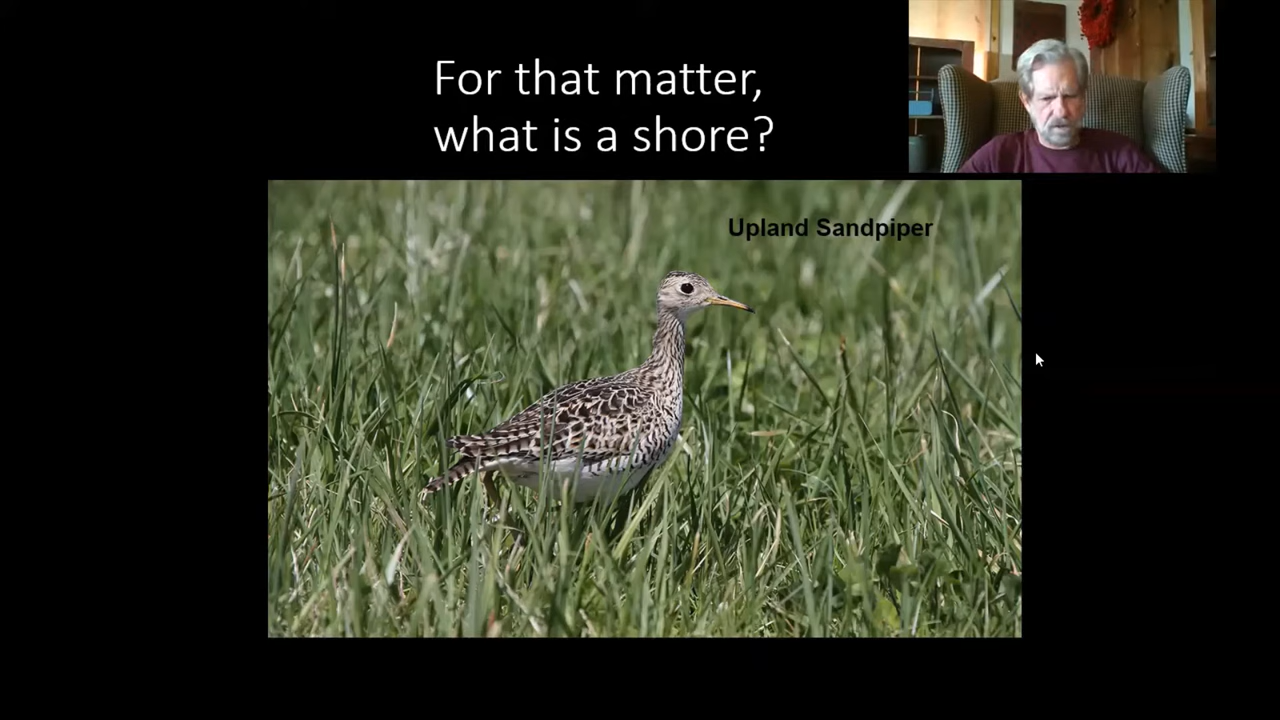 For that matter,
what is a shore?
Upland Sandpiper